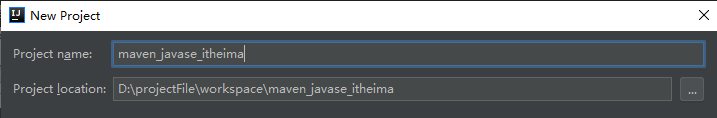 New Project
Project name: maven_javase_itheima
Project location: D:\projectFile\workspace\maven_javase_itheima ...